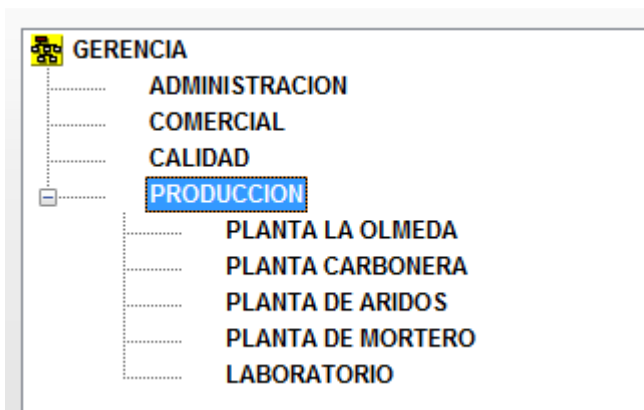 GERENCIA
ADMINISTRACION
COMERCIAL
CALIDAD
PRODUCCION
PLANTA LA OLMEDA
PLANTA CARBONERA
PLANTA DE ARIDOS
PLANTA DE MORTERO
LABORATORIO